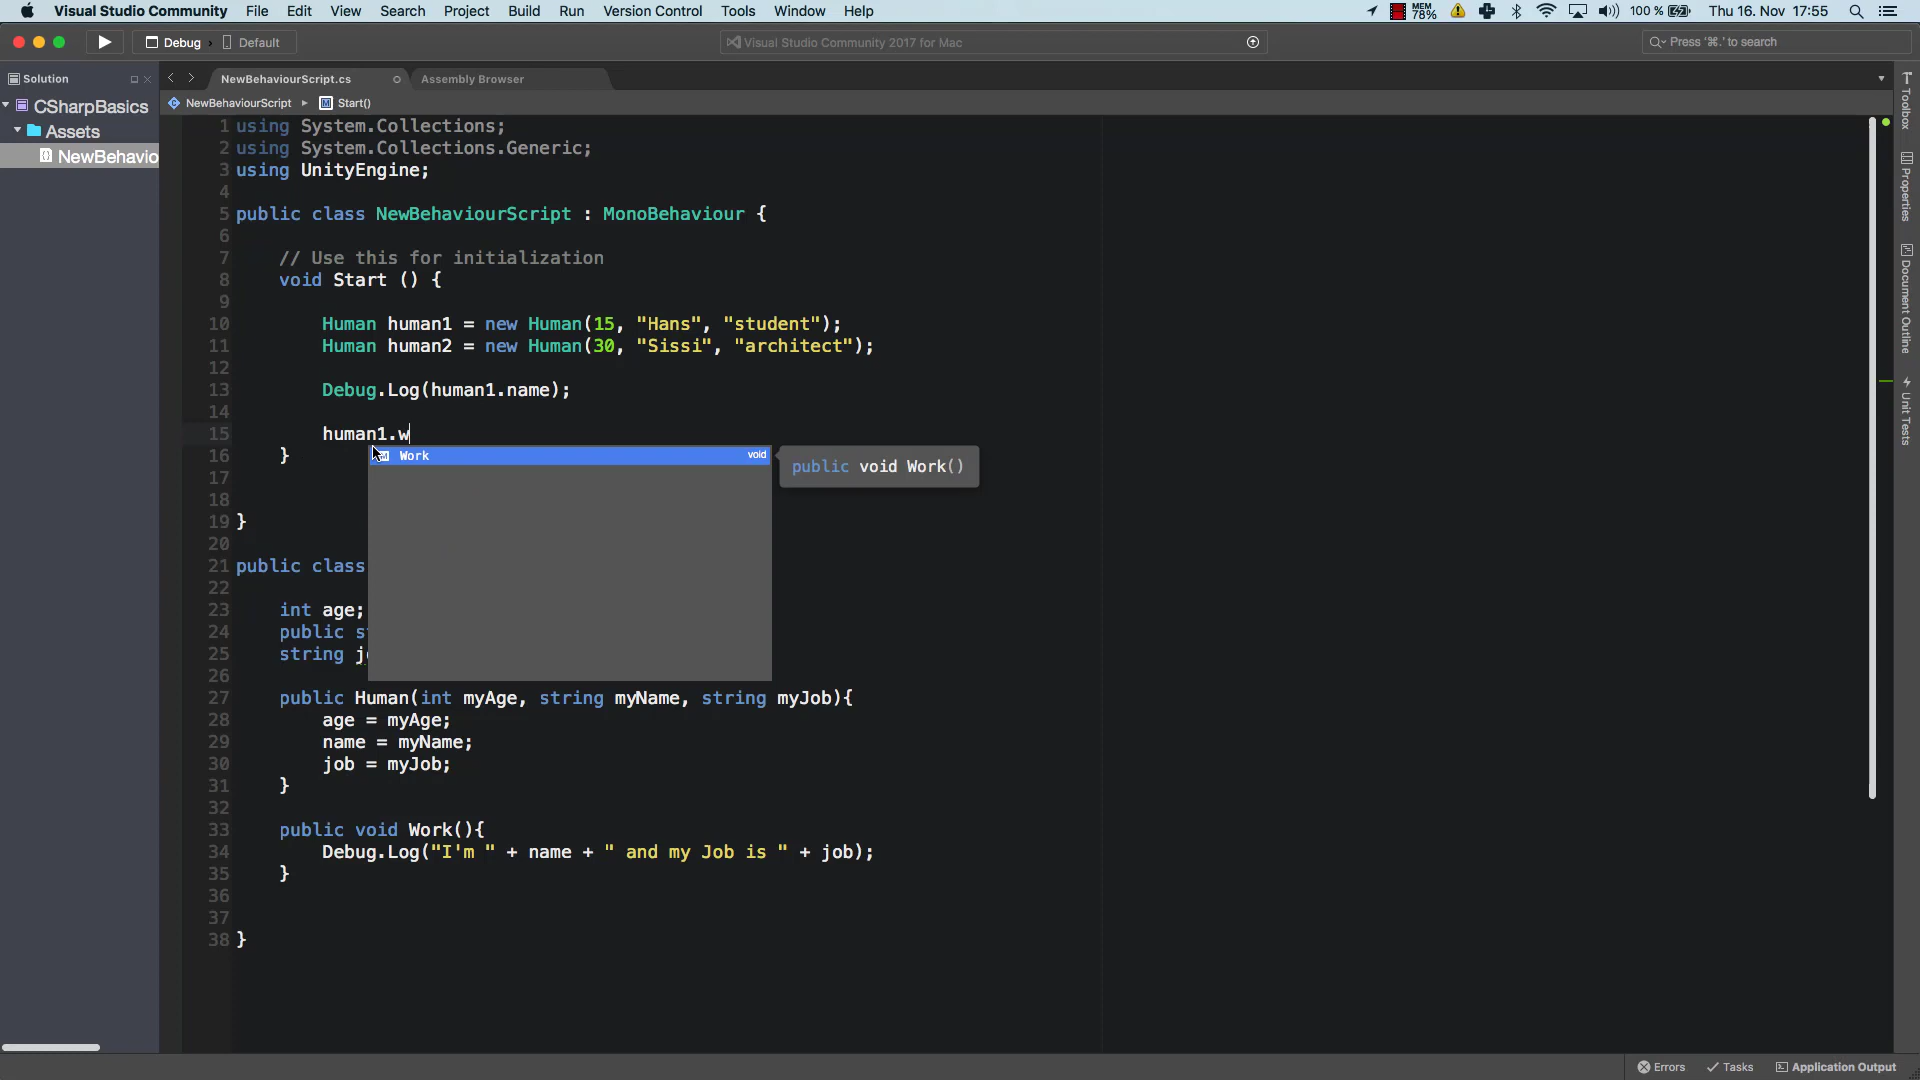 Visual Studio Community File Edit View Search Project Build Run Version Control Tools Window Help MEM 78% 100 % Thu 16. Nov 17:55
Debug › Default Visual Studio Community 2017 for Mac Press '⌘.' to search
Solution NewBehaviourScript.cs Assembly Browser
NewBehaviourScript ▸ M Start()
CSharpBasics
Assets
NewBehavio
1 using System.Collections;
2 using System.Collections.Generic;
3 using UnityEngine;
4
5 public class NewBehaviourScript : MonoBehaviour {
6
7 // Use this for initialization
8 void Start () {
9
10 Human human1 = new Human(15, "Hans", "student");
11 Human human2 = new Human(30, "Sissi", "architect");
12
13 Debug.Log(human1.name);
14
15 human1.w
16 }
Work void
public void Work()
17
18
19 }
20
21 public class
22
23 int age;
24 public s
25 string j
26
27 public Human(int myAge, string myName, string myJob){
28 age = myAge;
29 name = myName;
30 job = myJob;
31 }
32
33 public void Work(){
34 Debug.Log("I'm " + name + " and my Job is " + job);
35 }
36
37
38 }
Toolbox
Properties
Document Outline
Unit Tests
Errors Tasks Application Output